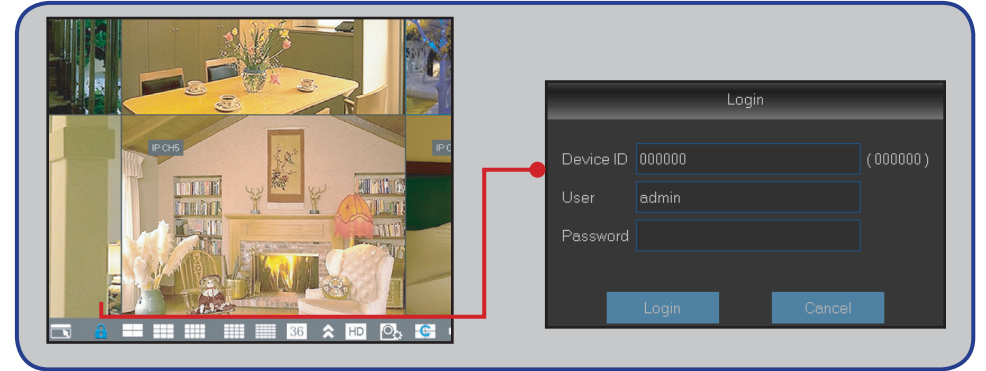 IP CH5
IP C
36
HD
Login
Device ID 000000 (000000)
User admin
Password
Login Cancel